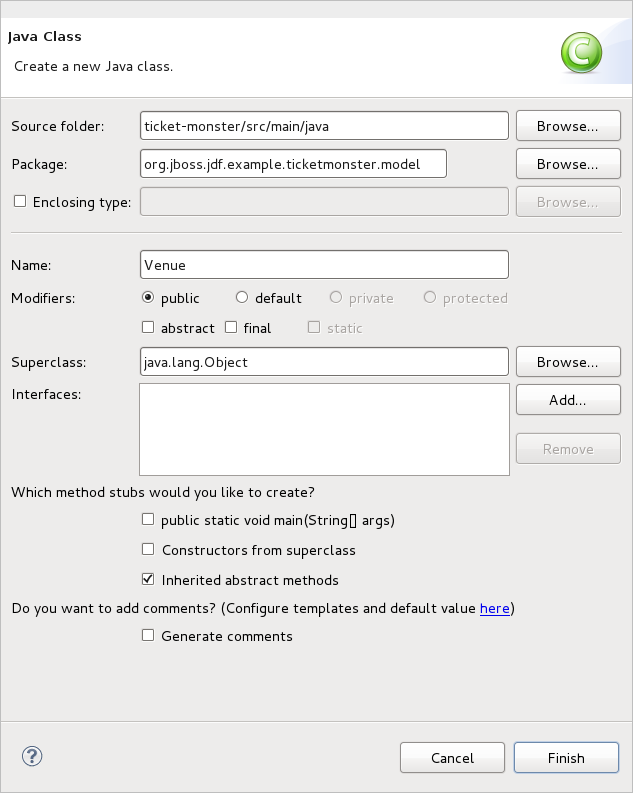 Java Class
Create a new Java class.
C
Source folder: ticket-monster/src/main/java Browse...
Package: org.jboss.jdf.example.ticketmonster.model Browse...
Enclosing type: Browse...
Name: Venue
Modifiers: public default private protected
abstract final static
Superclass: java.lang.Object Browse...
Interfaces: Add...
Remove
Which method stubs would you like to create?
public static void main(String[] args)
Constructors from superclass
Inherited abstract methods
Do you want to add comments? (Configure templates and default value here)
Generate comments
? Cancel Finish